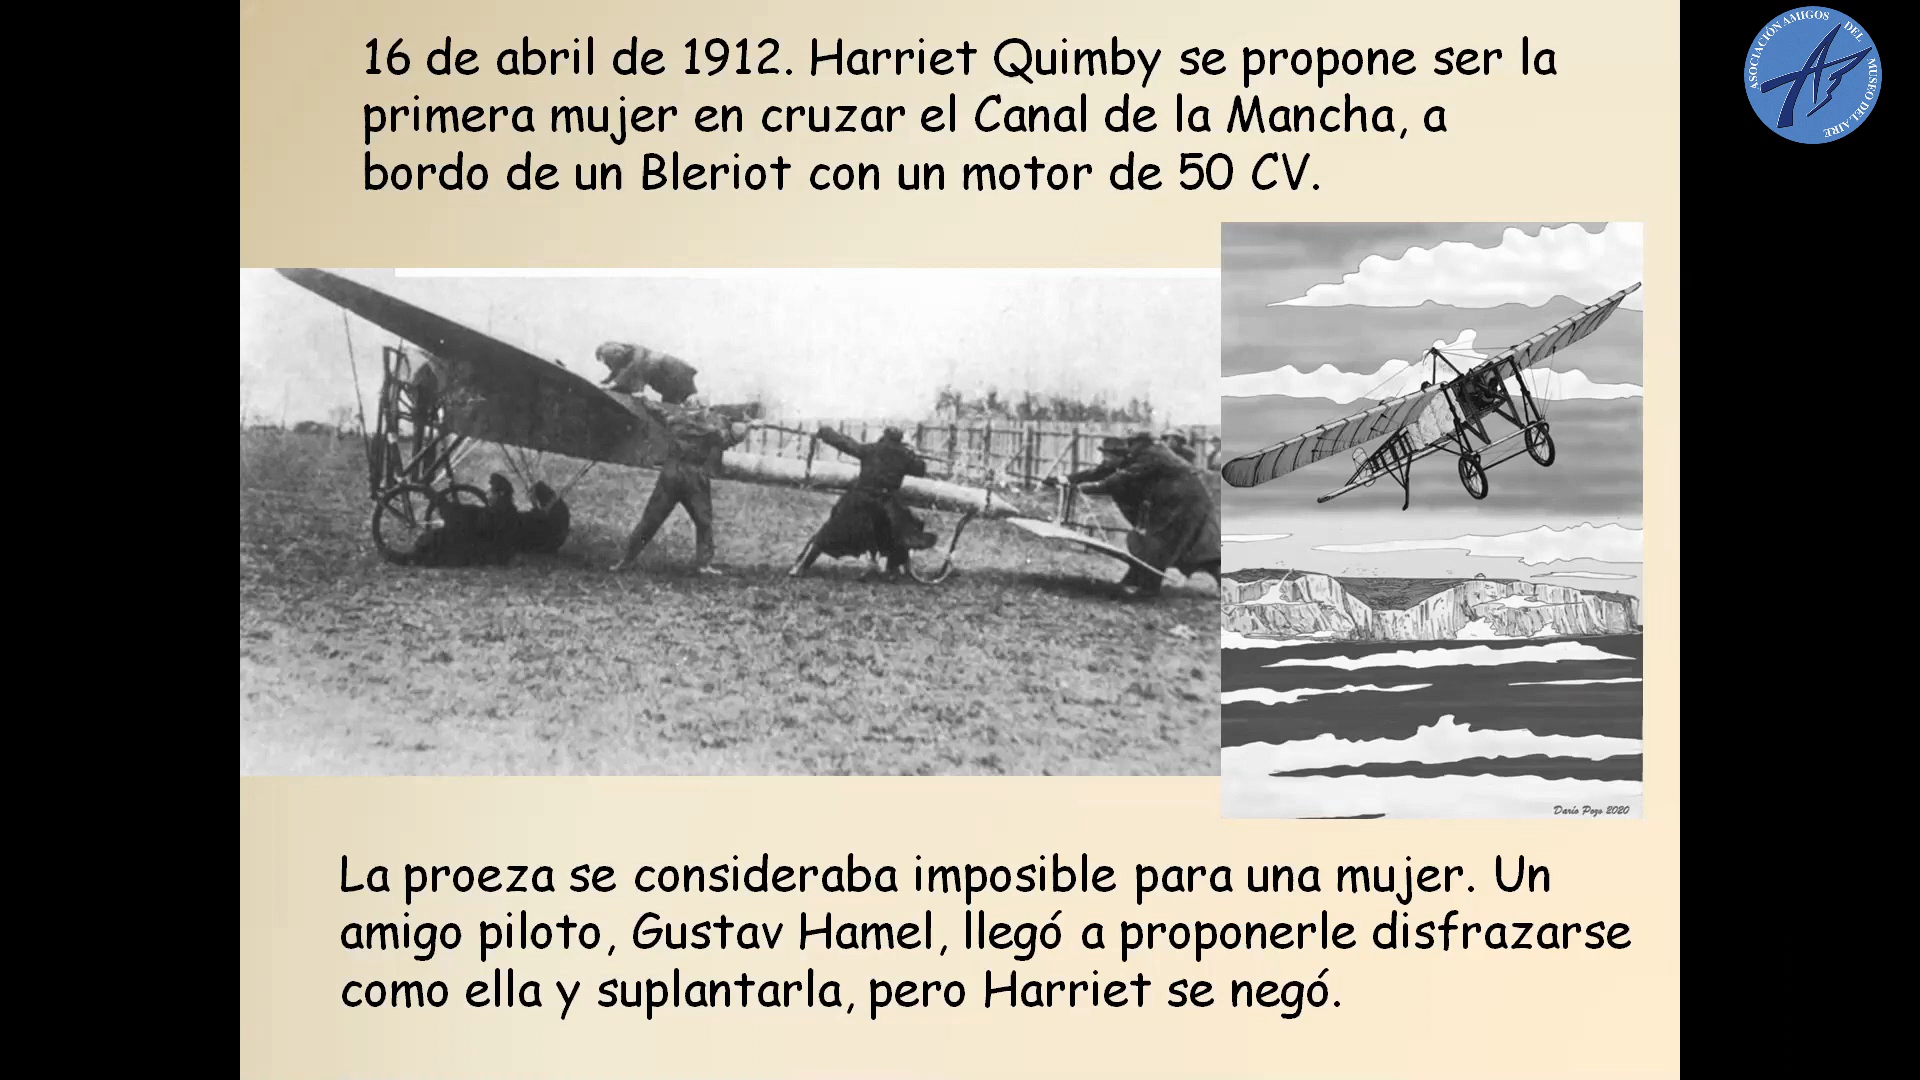 16 de abril de 1912. Harriet Quimby se propone ser la
primera mujer en cruzar el Canal de la Mancha, a
bordo de un Bleriot con un motor de 50 CV.
ASOCIACIÓN AMIGOS DEL MUSEO DEL AIRE
Darío Pozo 2020
La proeza se consideraba imposible para una mujer. Un
amigo piloto, Gustav Hamel, llegó a proponerle disfrazarse
como ella y suplantarla, pero Harriet se negó.